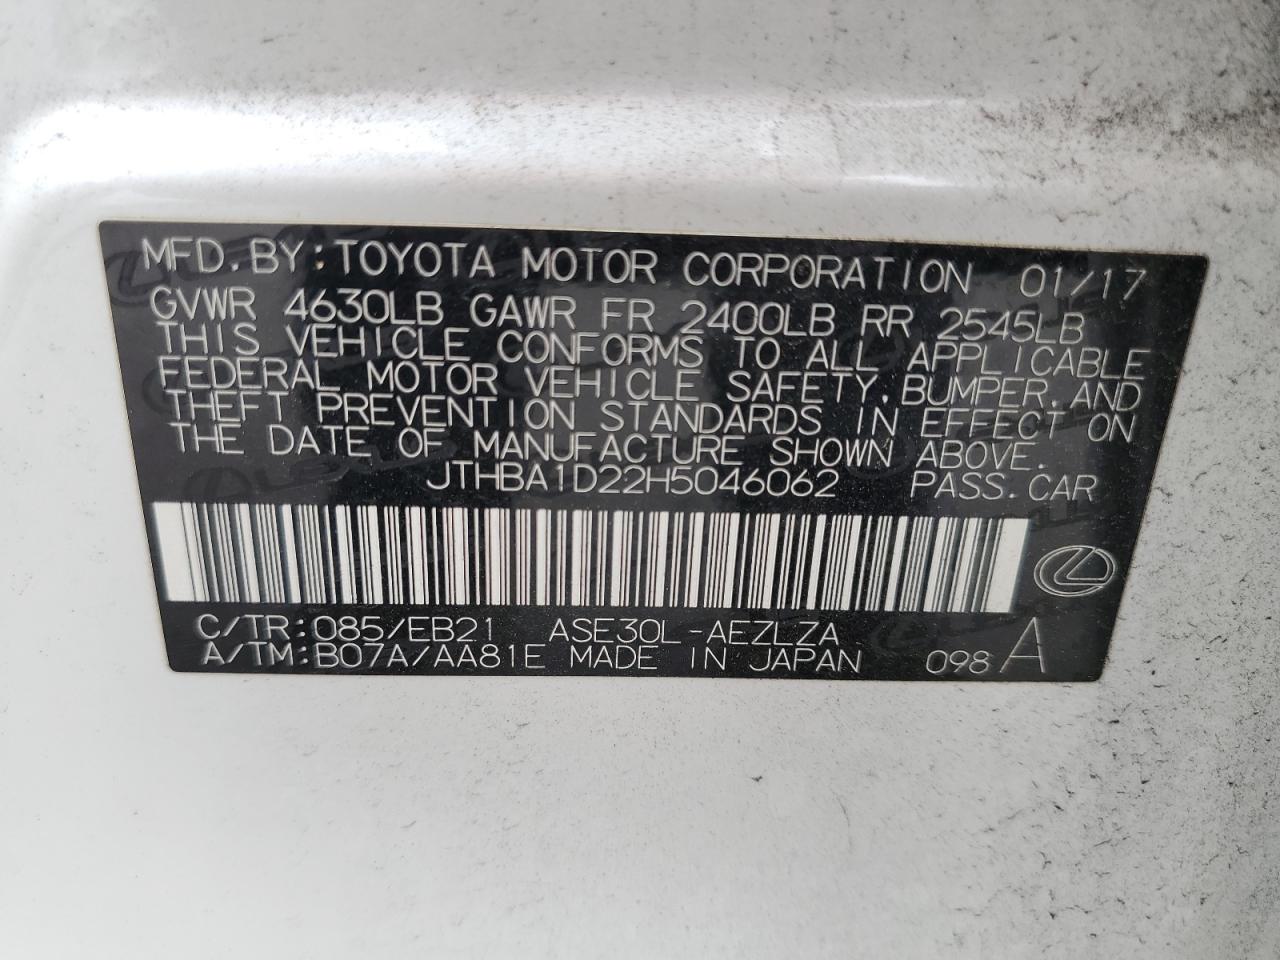 MFD.BY:TOYOTA MOTOR CORPORATION 01/17
GVWR 4630LB GAWR FR 2400LB RR 2545LB
THIS VEHICLE CONFORMS TO ALL APPLICABLE
FEDERAL MOTOR VEHICLE SAFETY,BUMPER,AND
THEFT PREVENTION STANDARDS IN EFFECT ON
THE DATE OF MANUFACTURE SHOWN ABOVE.
JTHBA1D22H5046062 PASS.CAR
C/TR:085/EB21 ASE30L-AEZLZA
A/TM:B07A/AA81E MADE IN JAPAN 098 A